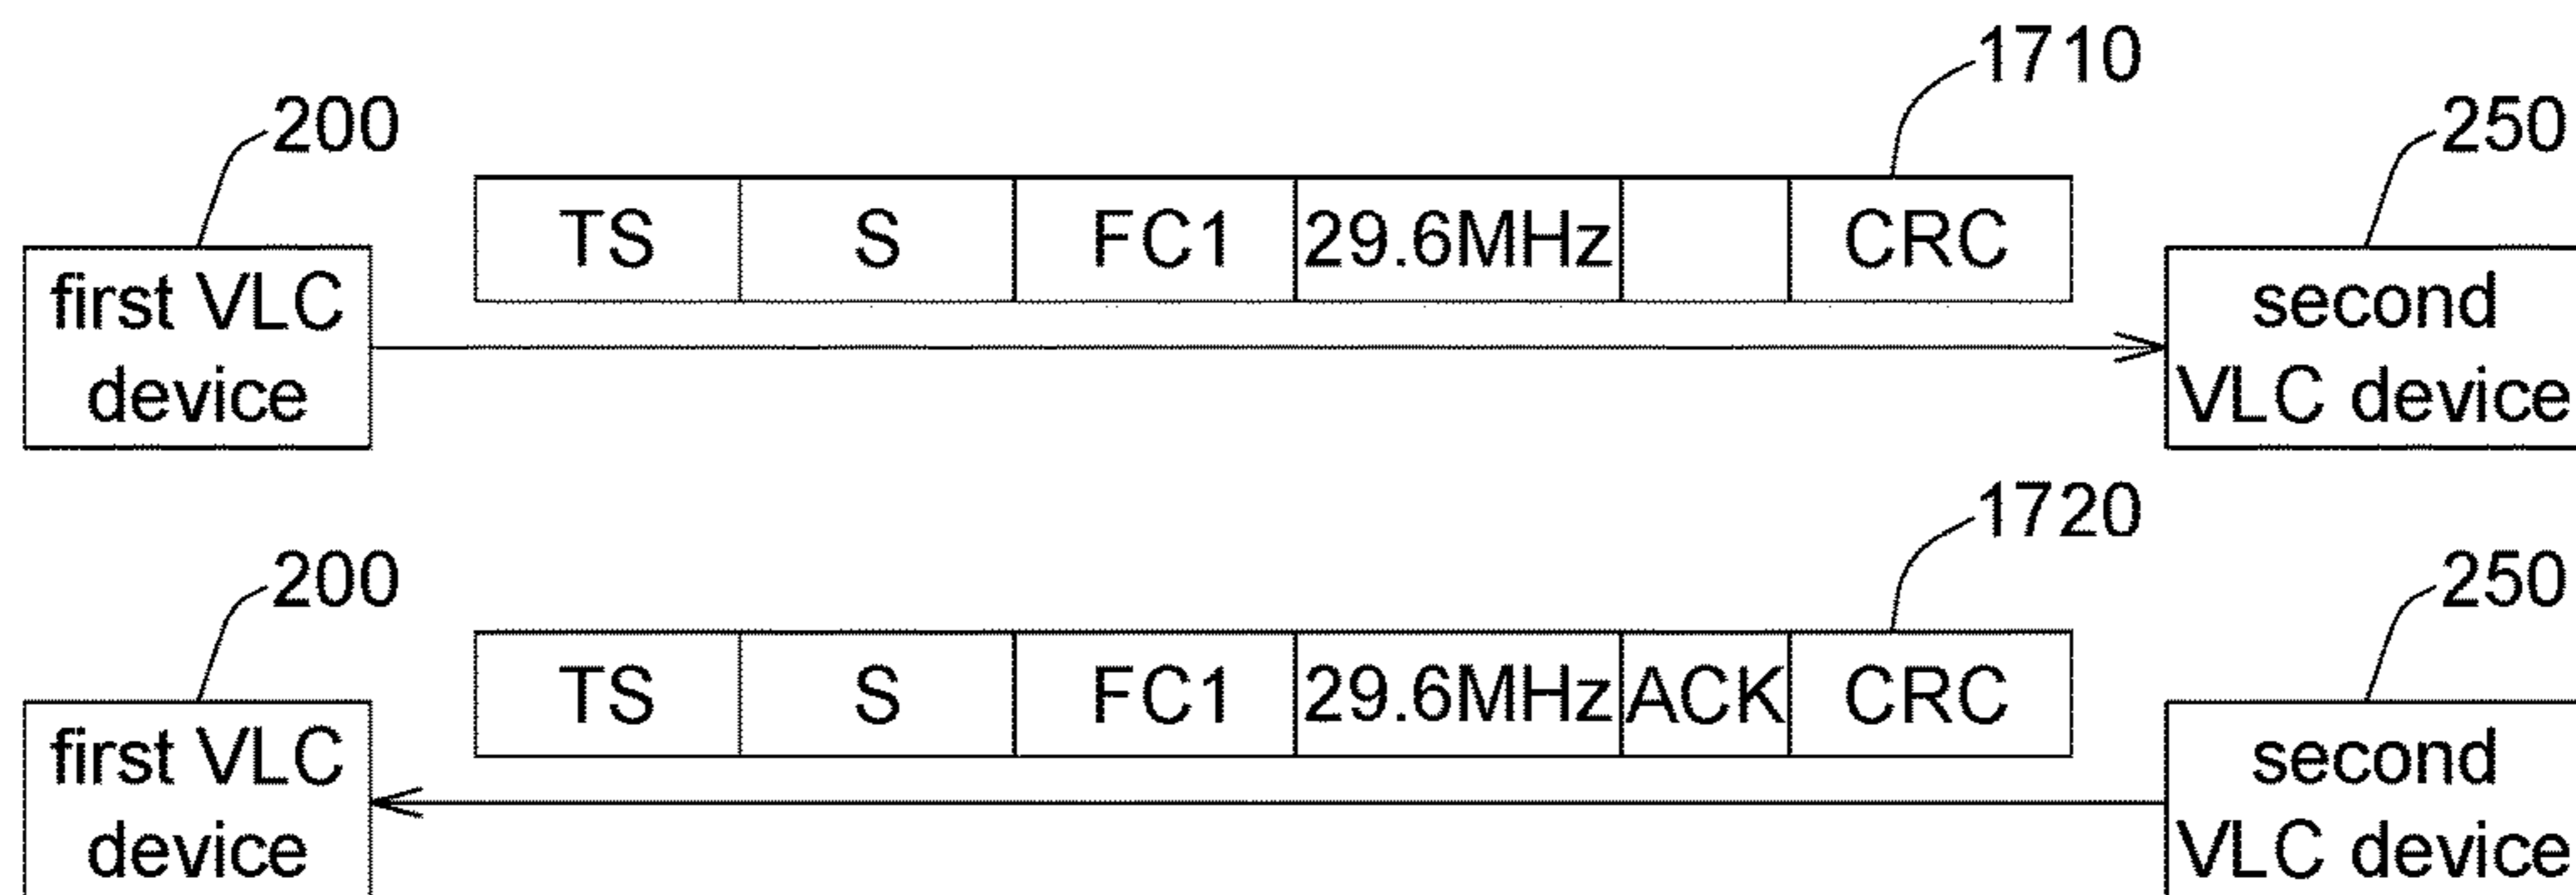 1710
200
250
TS S FC1 29.6MHz CRC
first VLC
device
second
VLC device
1720
200
250
TS S FC1 29.6MHz ACK CRC
first VLC
device
second
VLC device